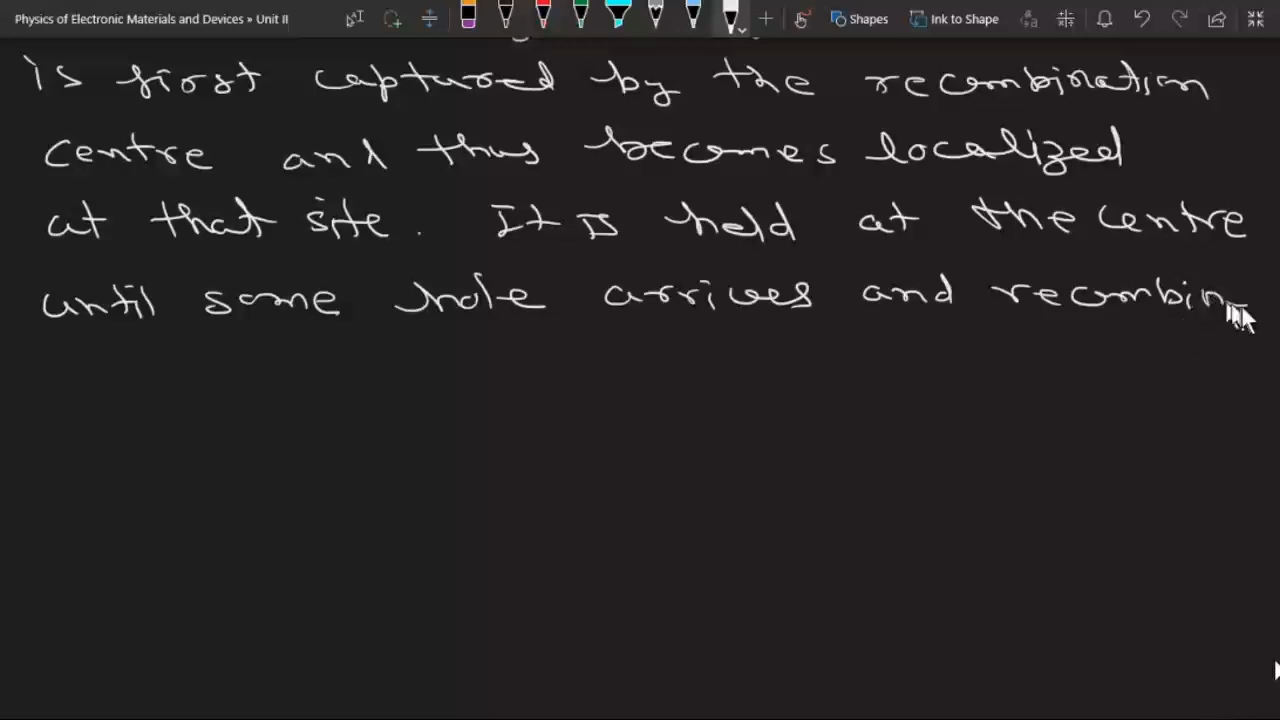 Physics of Electronic Materials and Devices » Unit II
Shapes
Ink to Shape
is first captured by the recombination
centre and thus becomes localized
at that site. It is held at the centre
until some hole arrives and recombin